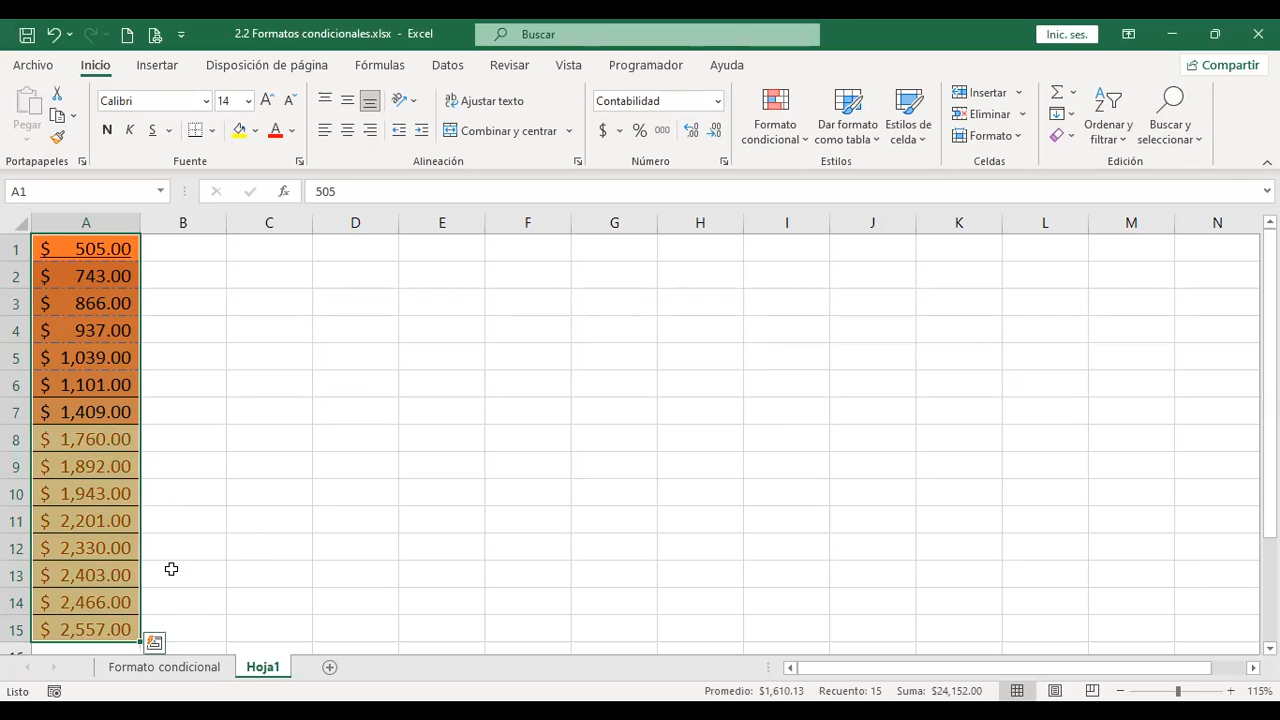 2.2 Formatos condicionales.xlsx - Excel
Buscar
Inic. ses.
Archivo Inicio Insertar Disposición de página Fórmulas Datos Revisar Vista Programador Ayuda Compartir
Pegar
Calibri 14
N K S
Ajustar texto
Combinar y centrar
Contabilidad
$ % 000
Formato condicional
Dar formato como tabla
Estilos de celda
Insertar
Eliminar
Formato
Ordenar y filtrar
Buscar y seleccionar
Portapapeles Fuente Alineación Número Estilos Celdas Edición
A1 fx 505
A B C D E F G H I J K L M N
1 $ 505.00
2 $ 743.00
3 $ 866.00
4 $ 937.00
5 $ 1,039.00
6 $ 1,101.00
7 $ 1,409.00
8 $ 1,760.00
9 $ 1,892.00
10 $ 1,943.00
11 $ 2,201.00
12 $ 2,330.00
13 $ 2,403.00
14 $ 2,466.00
15 $ 2,557.00
Formato condicional Hoja1
Listo Promedio: $1,610.13 Recuento: 15 Suma: $24,152.00 115%